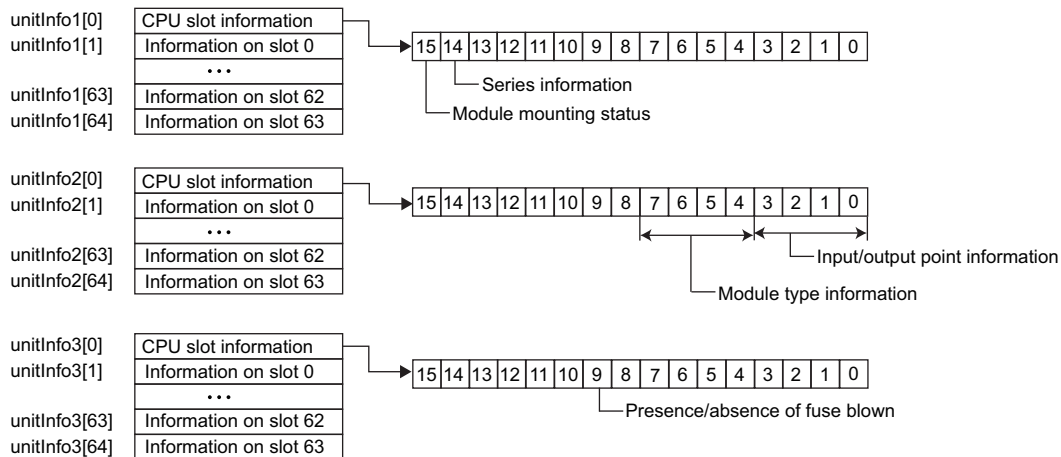 unitInfo1[0] CPU slot information
unitInfo1[1] Information on slot 0
...
unitInfo1[63] Information on slot 62
unitInfo1[64] Information on slot 63
15 14 13 12 11 10 9 8 7 6 5 4 3 2 1 0
Series information
Module mounting status
unitInfo2[0] CPU slot information
unitInfo2[1] Information on slot 0
...
unitInfo2[63] Information on slot 62
unitInfo2[64] Information on slot 63
15 14 13 12 11 10 9 8 7 6 5 4 3 2 1 0
Input/output point information
Module type information
unitInfo3[0] CPU slot information
unitInfo3[1] Information on slot 0
...
unitInfo3[63] Information on slot 62
unitInfo3[64] Information on slot 63
15 14 13 12 11 10 9 8 7 6 5 4 3 2 1 0
Presence/absence of fuse blown